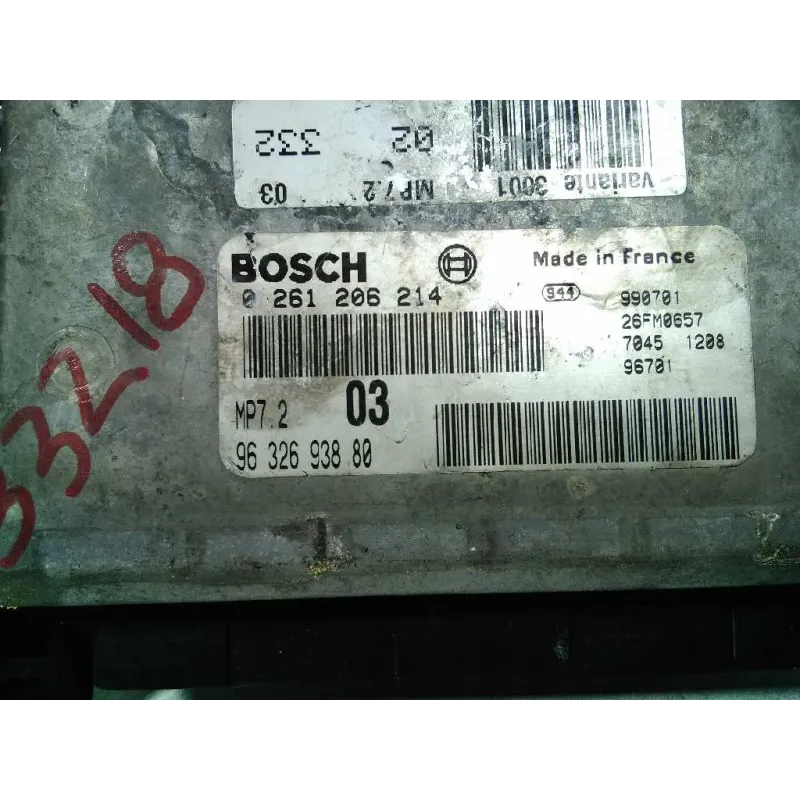 332 02
03 MP7.2 variante 3001
BOSCH Made in France
0 261 206 214 944 990701
26FM0657
7045 1208
96701
MP7.2 03
96 326 938 80
33218